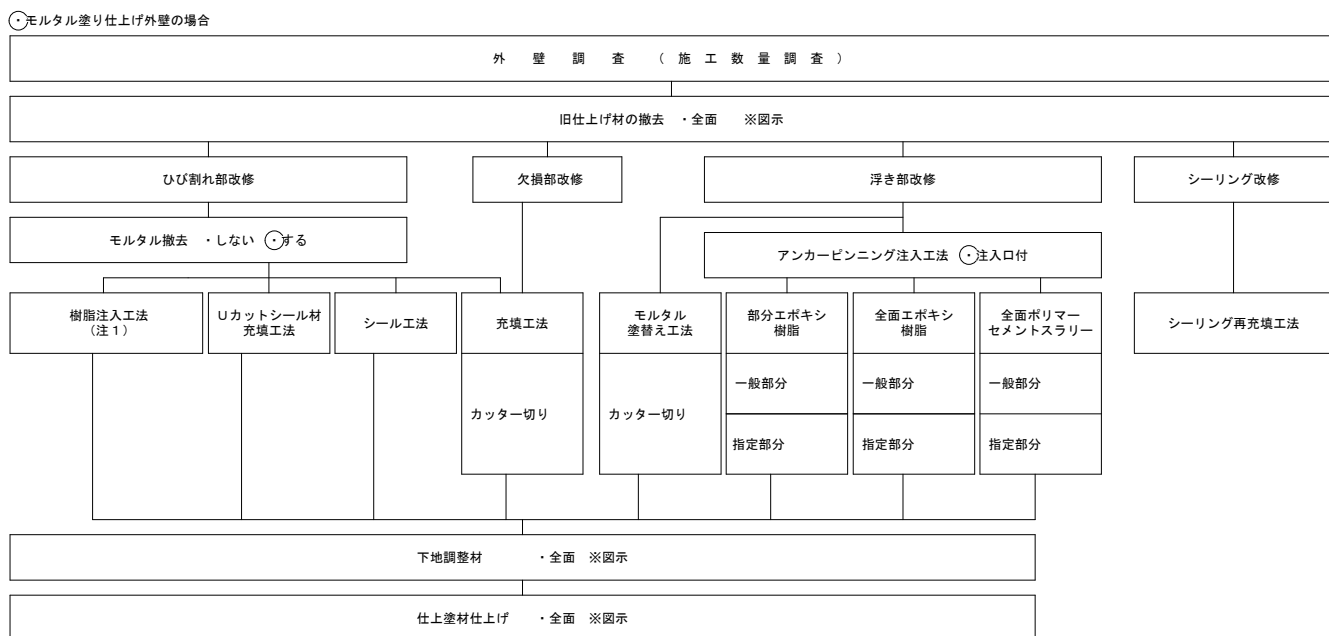 ⊙モルタル塗り仕上げ外壁の場合
外壁調査（施工数量調査）
旧仕上げ材の撤去 ・全面 ※図示
ひび割れ部改修
欠損部改修
浮き部改修
シーリング改修
モルタル撤去 ・しない ⊙する
アンカーピンニング注入工法 ⊙注入口付
樹脂注入工法
（注１）
Ｕカットシール材
充填工法
シール工法
充填工法
モルタル
塗替え工法
部分エポキシ
樹脂
全面エポキシ
樹脂
全面ポリマー
セメントスラリー
シーリング再充填工法
カッター切り
カッター切り
一般部分
一般部分
一般部分
指定部分
指定部分
指定部分
下地調整材 ・全面 ※図示
仕上塗材仕上げ ・全面 ※図示